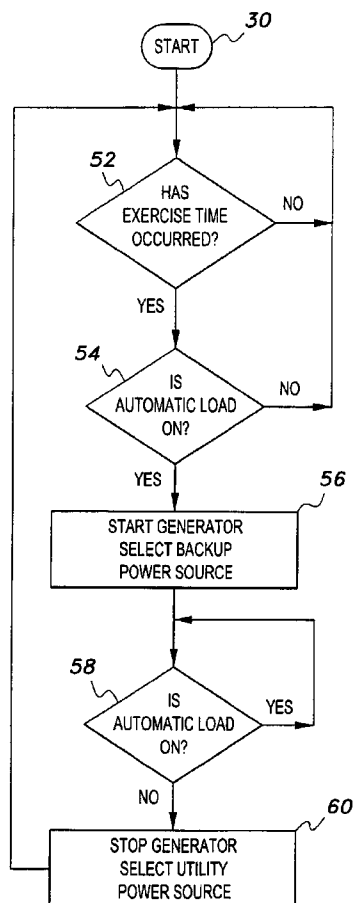 30
START
52
HAS
EXERCISE TIME
OCCURRED?
NO
YES
54
IS
AUTOMATIC LOAD
ON?
NO
YES
56
START GENERATOR
SELECT BACKUP
POWER SOURCE
58
IS
AUTOMATIC LOAD
ON?
YES
NO
60
STOP GENERATOR
SELECT UTILITY
POWER SOURCE